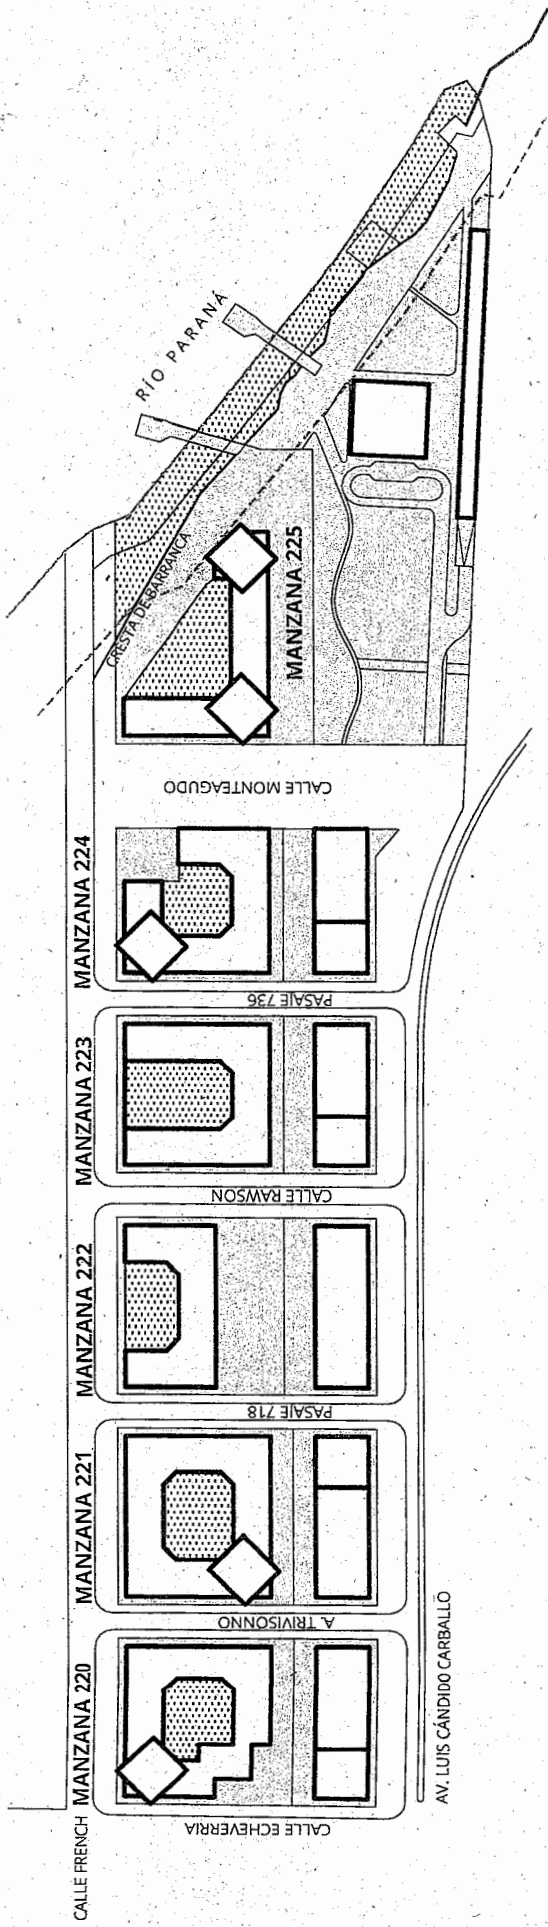 RÍO PARANÁ
CRESTA DE BARRANCA
MANZANA 225
CALLE MONTEAGUDO
MANZANA 224
PASAJE 736
MANZANA 223
CALLE RAWSON
MANZANA 222
PASAJE 718
MANZANA 221
A. TRIVISONNO
MANZANA 220
CALLE ECHEVERRIA
CALLE FRENCH
AV. LUIS CÁNDIDO CARBALLO